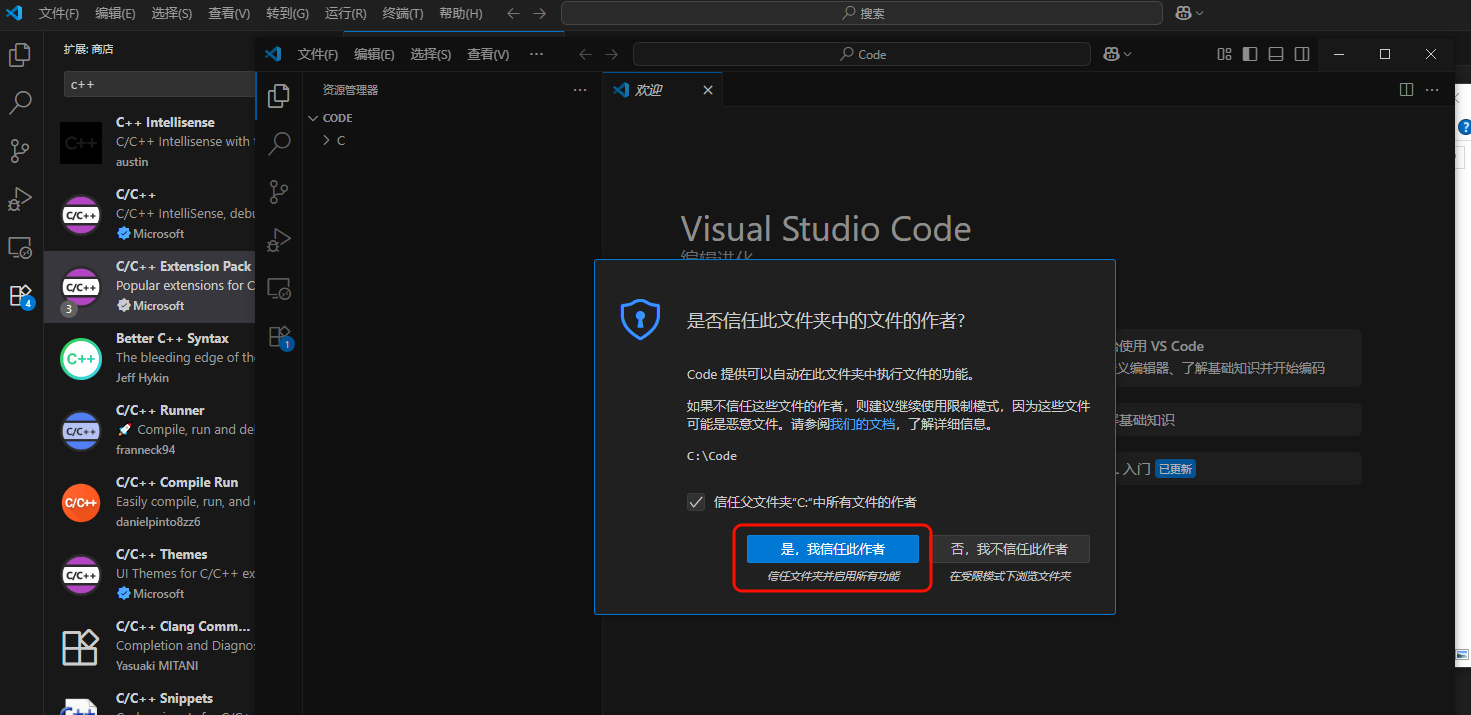 文件(F) 编辑(E) 选择(S) 查看(V) 转到(G) 运行(R) 终端(T) 帮助(H) 搜索
扩展: 商店
c++
C++ Intellisense
C/C++ Intellisense with
austin
C/C++
C/C++ IntelliSense, debu
Microsoft
C/C++ Extension Pack
Popular extensions for C
3
Microsoft
4
Better C++ Syntax
The bleeding edge of the
Jeff Hykin
C/C++ Runner
🚀 Compile, run and de
franneck94
C/C++ Compile Run
Easily compile, run, and
danielpinto8zz6
C/C++ Themes
UI Themes for C/C++ ex
Microsoft
C/C++ Clang Comm...
Completion and Diagnos
Yasuaki MITANI
C/C++ Snippets
文件(F) 编辑(E) 选择(S) 查看(V) ··· Code
资源管理器 ···
CODE
C
1
欢迎
Visual Studio Code
编辑进化
使用 VS Code
义编辑器、了解基础知识并开始编码
基础知识
入门 已更新
是否信任此文件夹中的文件的作者?
Code 提供可以自动在此文件夹中执行文件的功能。
如果不信任这些文件的作者，则建议继续使用限制模式，因为这些文件
可能是恶意文件。请参阅我们的文档，了解详细信息。
C:\Code
信任父文件夹“C:”中所有文件的作者
是，我信任此作者 否，我不信任此作者
信任文件夹并启用所有功能 在受限模式下浏览文件夹